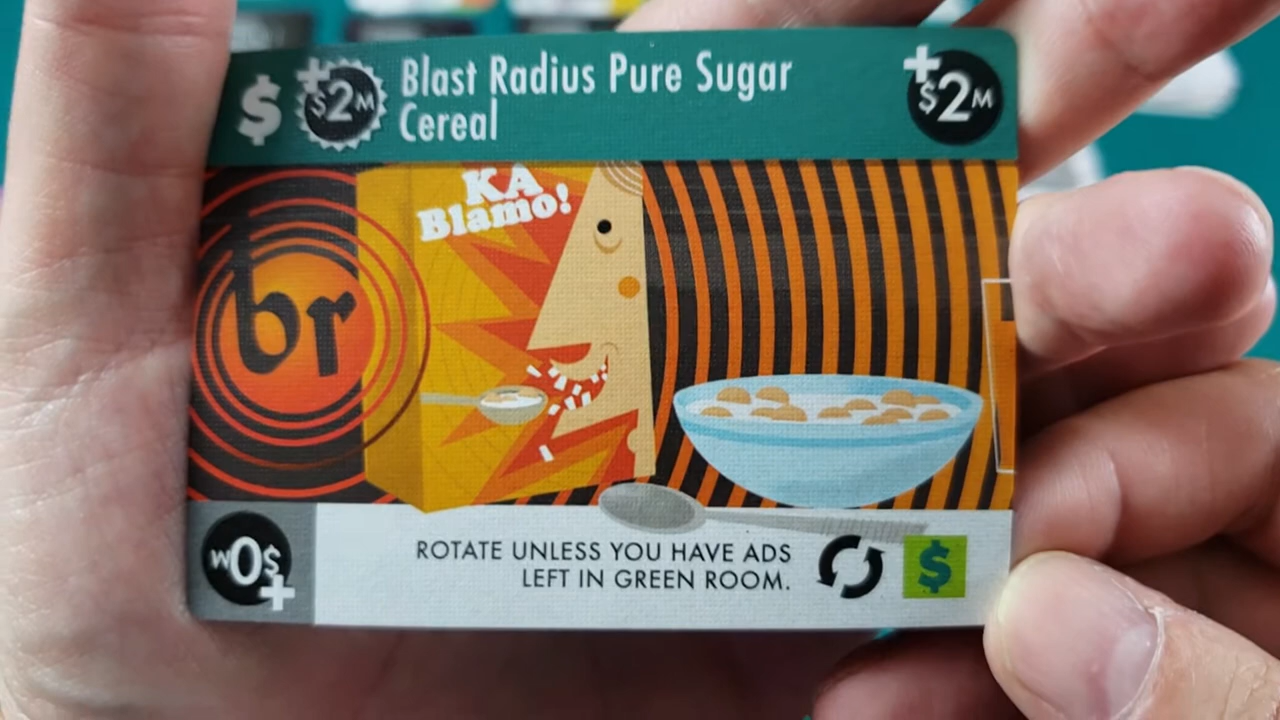 $ +$2M Blast Radius Pure Sugar +$2M
Cereal
KA
Blamo!
br
+$0M
ROTATE UNLESS YOU HAVE ADS $
LEFT IN GREEN ROOM.